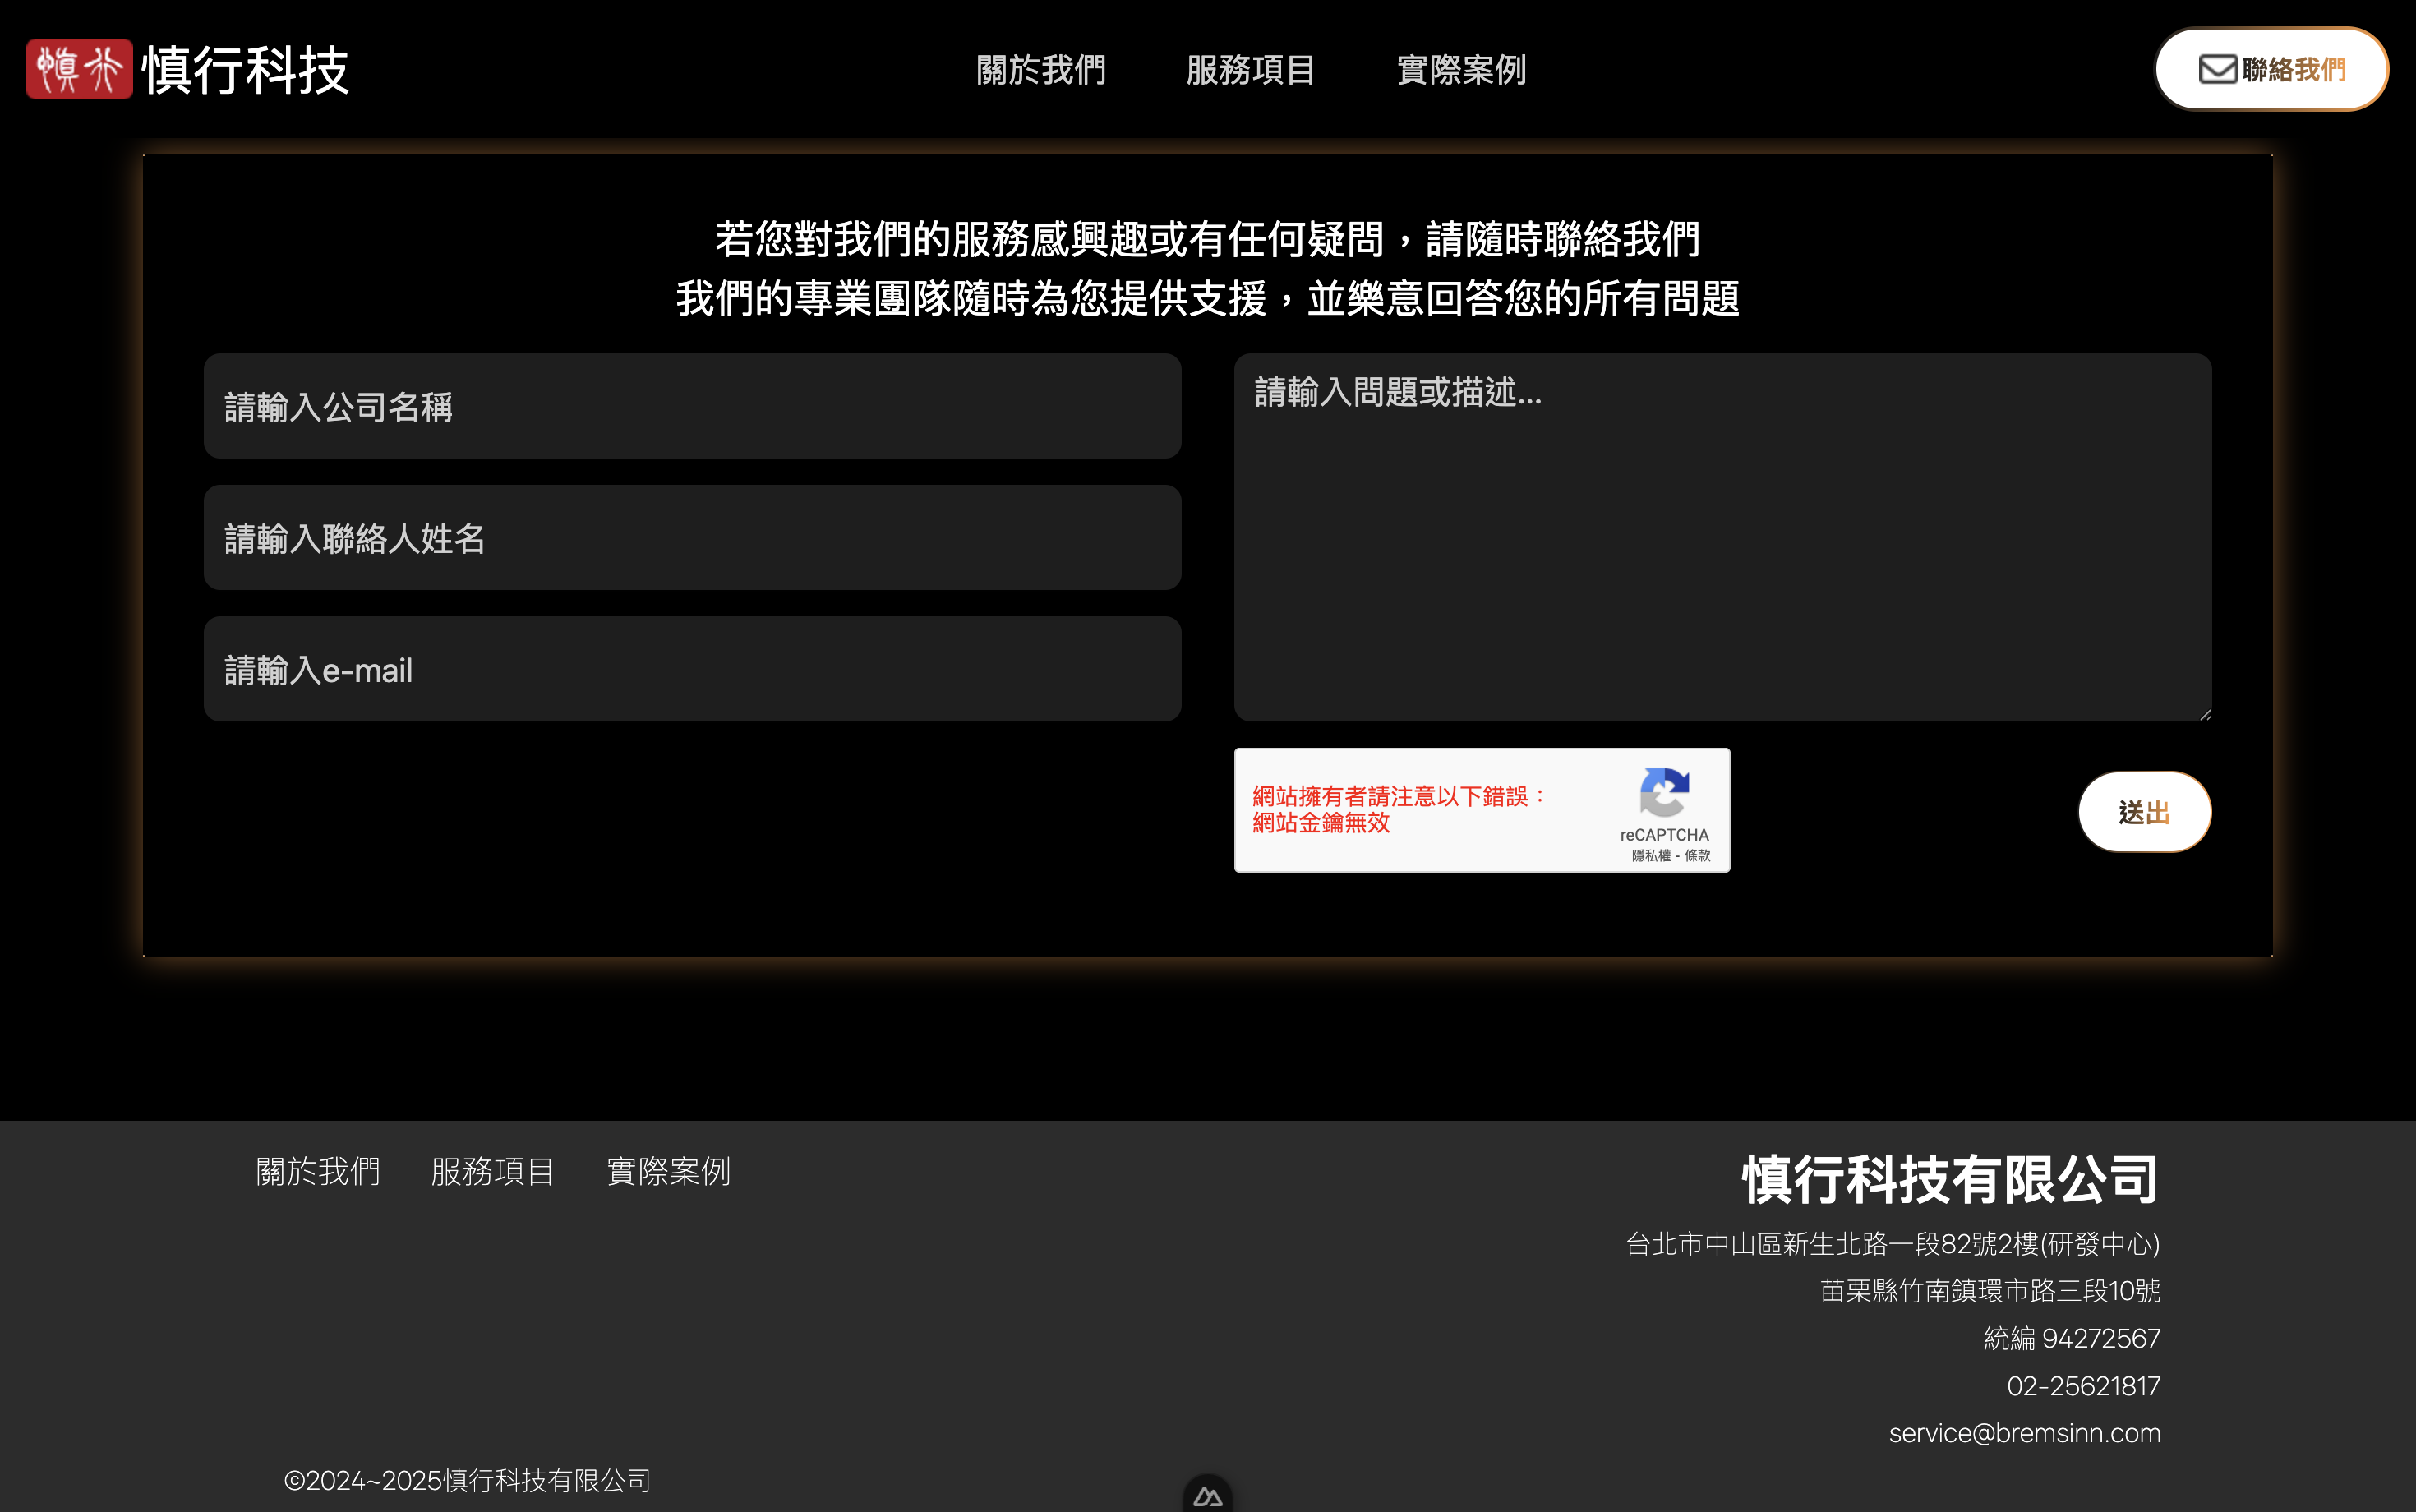 慎行
慎行科技
關於我們
服務項目
實際案例
聯絡我們
若您對我們的服務感興趣或有任何疑問，請隨時聯絡我們
我們的專業團隊隨時為您提供支援，並樂意回答您的所有問題
請輸入公司名稱
請輸入聯絡人姓名
請輸入e-mail
請輸入問題或描述...
網站擁有者請注意以下錯誤：
網站金鑰無效
reCAPTCHA
隱私權 - 條款
送出
關於我們
服務項目
實際案例
慎行科技有限公司
台北市中山區新生北路一段82號2樓(研發中心)
苗栗縣竹南鎮環市路三段10號
統編 94272567
02-25621817
service@bremsinn.com
©2024~2025慎行科技有限公司